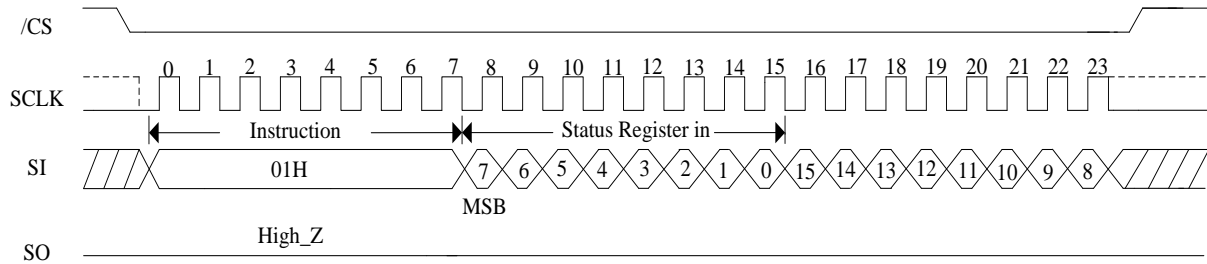 /CS
0 1 2 3 4 5 6 7 8 9 10 11 12 13 14 15 16 17 18 19 20 21 22 23
SCLK
Instruction Status Register in
SI 01H 7 6 5 4 3 2 1 0 15 14 13 12 11 10 9 8
MSB
High_Z
SO